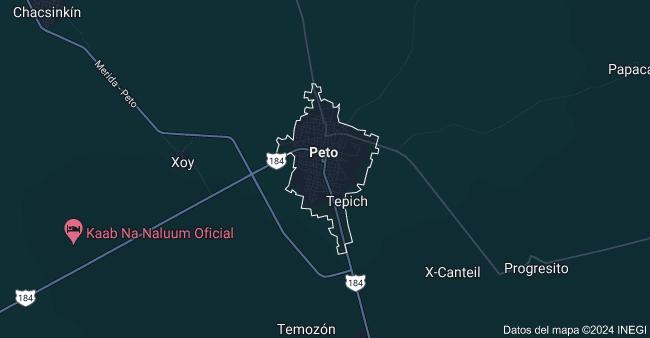 Chacsinkín
Merida - Peto
Papaca
Peto
184
Xoy
Tepich
Kaab Na Naluum Oficial
X-Canteil
Progresito
184
184
Temozón
Datos del mapa ©2024 INEGI